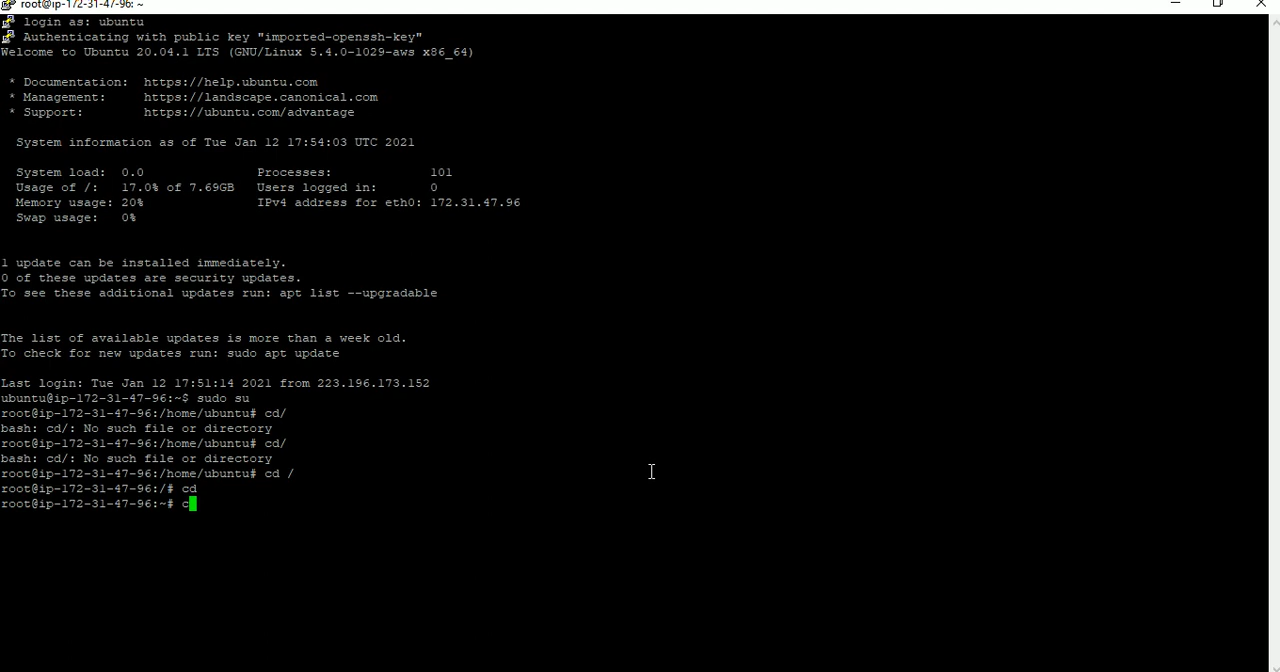 root@ip-172-31-47-96: ~
login as: ubuntu
Authenticating with public key "imported-openssh-key"
Welcome to Ubuntu 20.04.1 LTS (GNU/Linux 5.4.0-1029-aws x86_64)
* Documentation: https://help.ubuntu.com
* Management: https://landscape.canonical.com
* Support: https://ubuntu.com/advantage
System information as of Tue Jan 12 17:54:03 UTC 2021
System load: 0.0 Processes: 101
Usage of /: 17.0% of 7.69GB Users logged in: 0
Memory usage: 20% IPv4 address for eth0: 172.31.47.96
Swap usage: 0%
1 update can be installed immediately.
0 of these updates are security updates.
To see these additional updates run: apt list --upgradable
The list of available updates is more than a week old.
To check for new updates run: sudo apt update
Last login: Tue Jan 12 17:51:14 2021 from 223.196.173.152
ubuntu@ip-172-31-47-96:~$ sudo su
root@ip-172-31-47-96:/home/ubuntu# cd/
bash: cd/: No such file or directory
root@ip-172-31-47-96:/home/ubuntu# cd/
bash: cd/: No such file or directory
root@ip-172-31-47-96:/home/ubuntu# cd /
root@ip-172-31-47-96:/# cd
root@ip-172-31-47-96:~# c